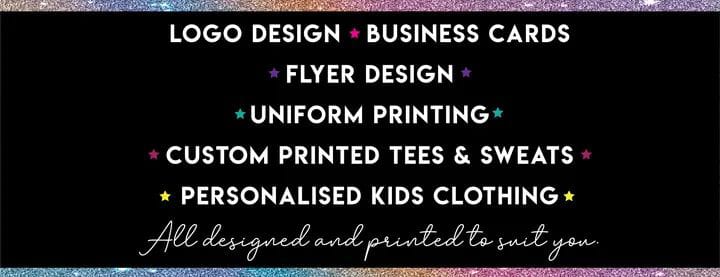 LOGO DESIGN ★ BUSINESS CARDS
★ FLYER DESIGN ★
★ UNIFORM PRINTING ★
★ CUSTOM PRINTED TEES & SWEATS ★
★ PERSONALISED KIDS CLOTHING ★
All designed and printed to suit you.